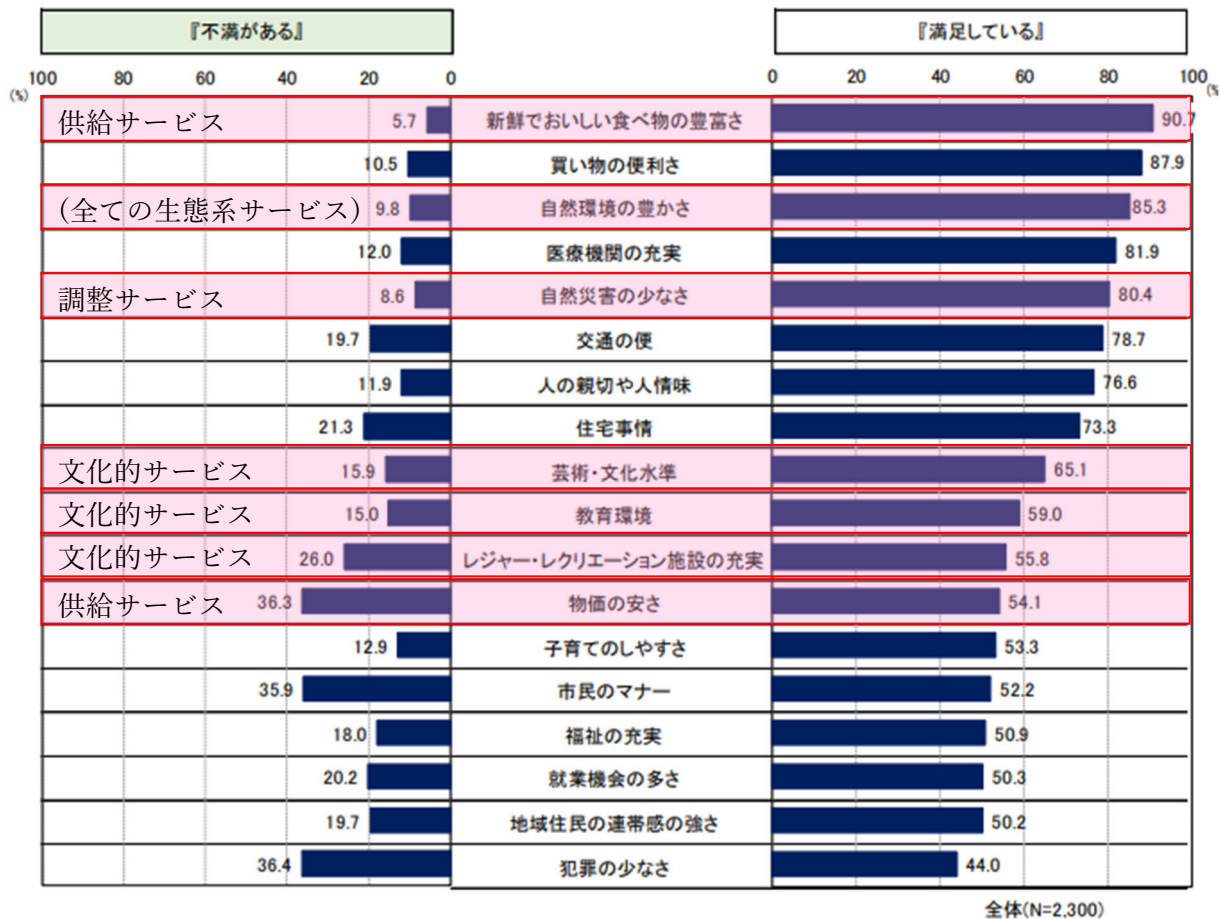 『不満がある』 『満足している』
100 80 60 40 20 0 0 20 40 60 80 100
(%) (%
供給サービス 5.7 新鮮でおいしい食べ物の豊富さ 90.7
10.5 買い物の便利さ 87.9
(全ての生態系サービス) 9.8 自然環境の豊かさ 85.3
12.0 医療機関の充実 81.9
調整サービス 8.6 自然災害の少なさ 80.4
19.7 交通の便 78.7
11.9 人の親切や人情味 76.6
21.3 住宅事情 73.3
文化的サービス 15.9 芸術・文化水準 65.1
文化的サービス 15.0 教育環境 59.0
文化的サービス 26.0 レジャー・レクリエーション施設の充実 55.8
供給サービス 36.3 物価の安さ 54.1
12.9 子育てのしやすさ 53.3
35.9 市民のマナー 52.2
18.0 福祉の充実 50.9
20.2 就業機会の多さ 50.3
19.7 地域住民の連帯感の強さ 50.2
36.4 犯罪の少なさ 44.0
全体(N=2,300)